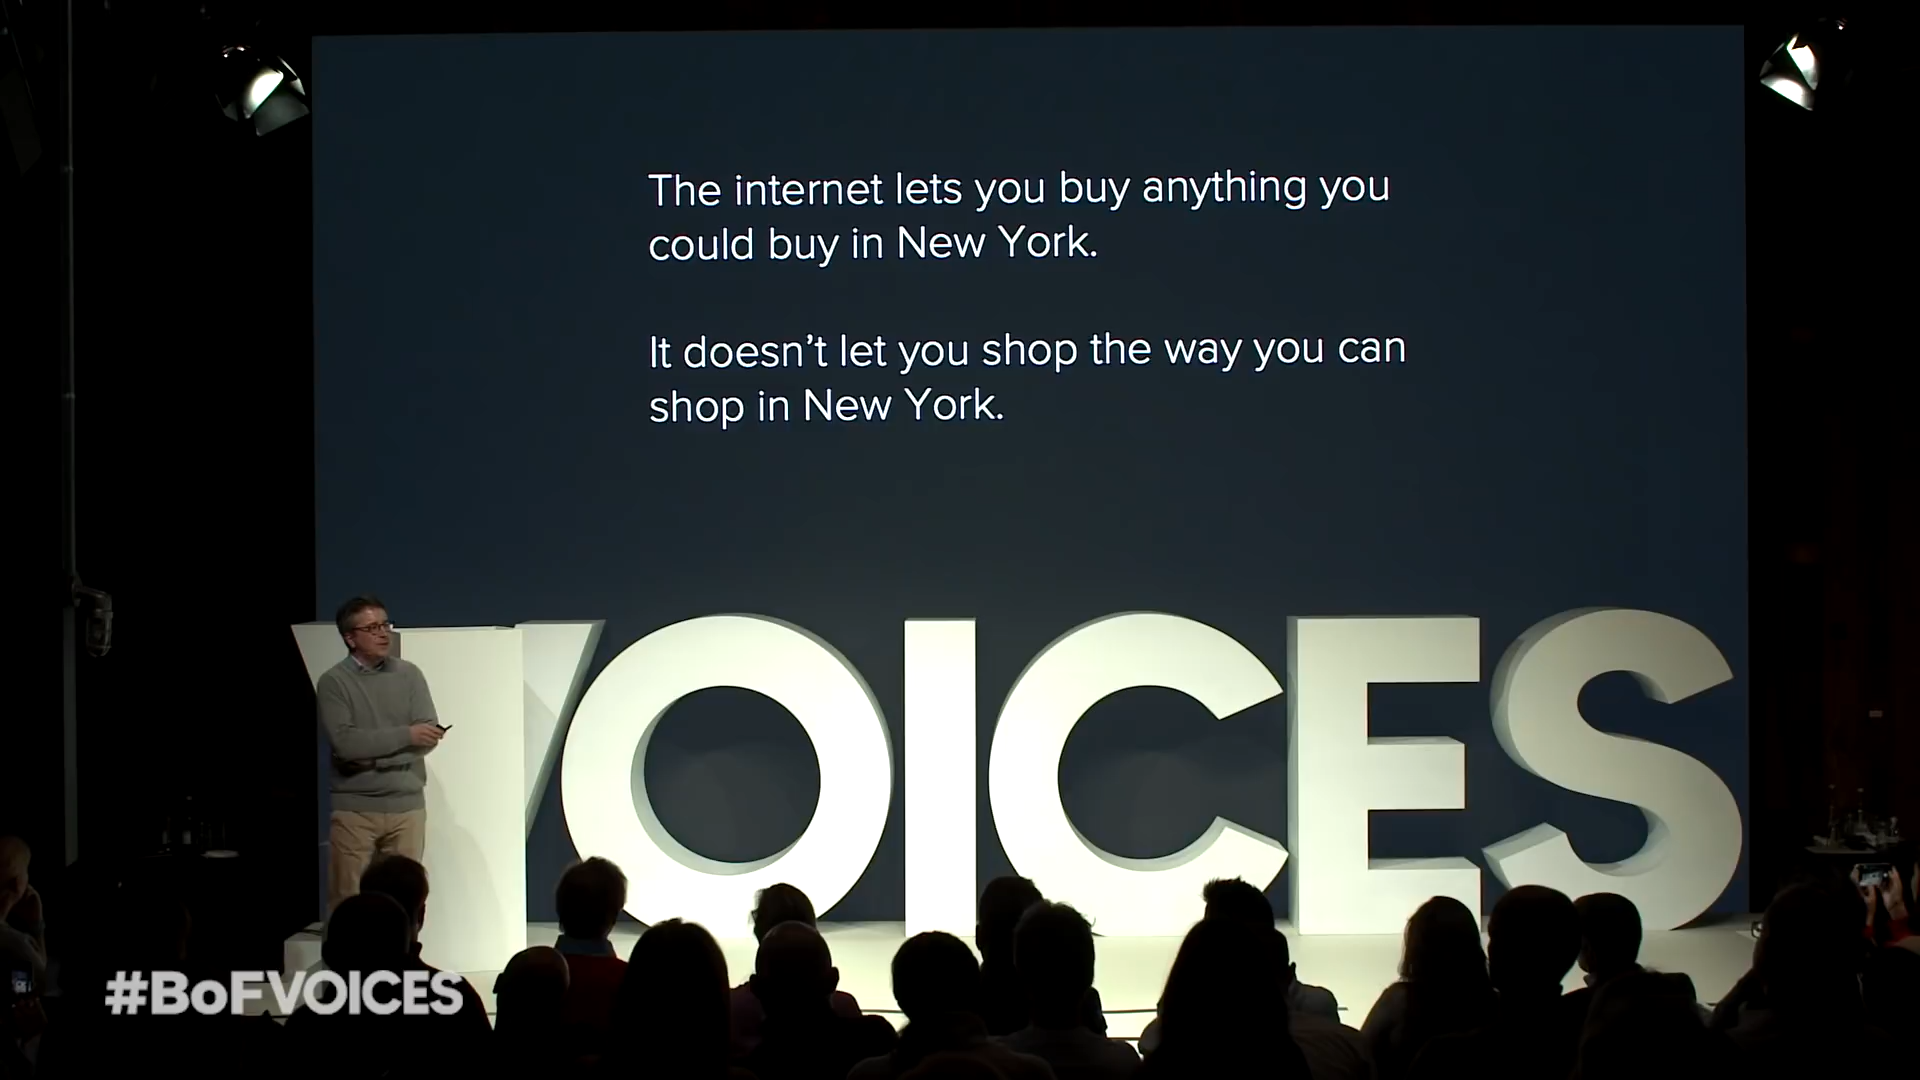 The internet lets you buy anything you
could buy in New York.
It doesn't let you shop the way you can
shop in New York.
VOICES
#BoFVOICES